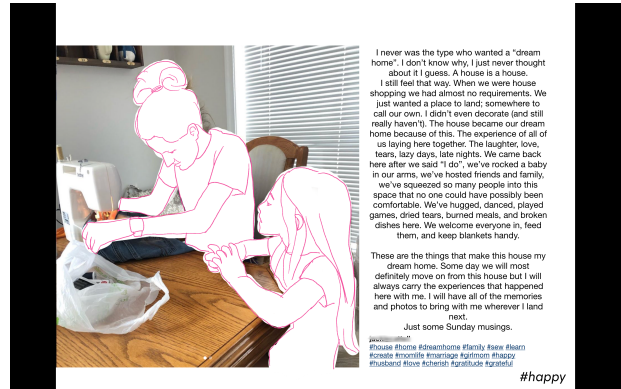 I never was the type who wanted a “dream
home”. I don’t know why, I just never thought
about it I guess. A house is a house.
I still feel that way. When we were house
shopping we had almost no requirements. We
just wanted a place to land; somewhere to
call our own. I didn’t even decorate (and still
really haven’t). The house became our dream
home because of this. The experience of all of
us laying here together. The laughter, love,
tears, lazy days, late nights. We came back
here after we said “I do”, we’ve rocked a baby
in our arms, we’ve hosted friends and family,
we’ve squeezed so many people into this
space that no one could have possibly been
comfortable. We’ve hugged, danced, played
games, dried tears, burned meals, and broken
dishes here. We welcome everyone in, feed
them, and keep blankets handy.
These are the things that make this house my
dream home. Some day we will most
definitely move on from this house but I will
always carry the experiences that happened
here with me. I will have all of the memories
and photos to bring with me wherever I land
next.
Just some Sunday musings.
#house #home #dreamhome #family #sew #learn
#create #momlife #marriage #girlmom #happy
#husband #love #cherish #gratitude #grateful
#happy